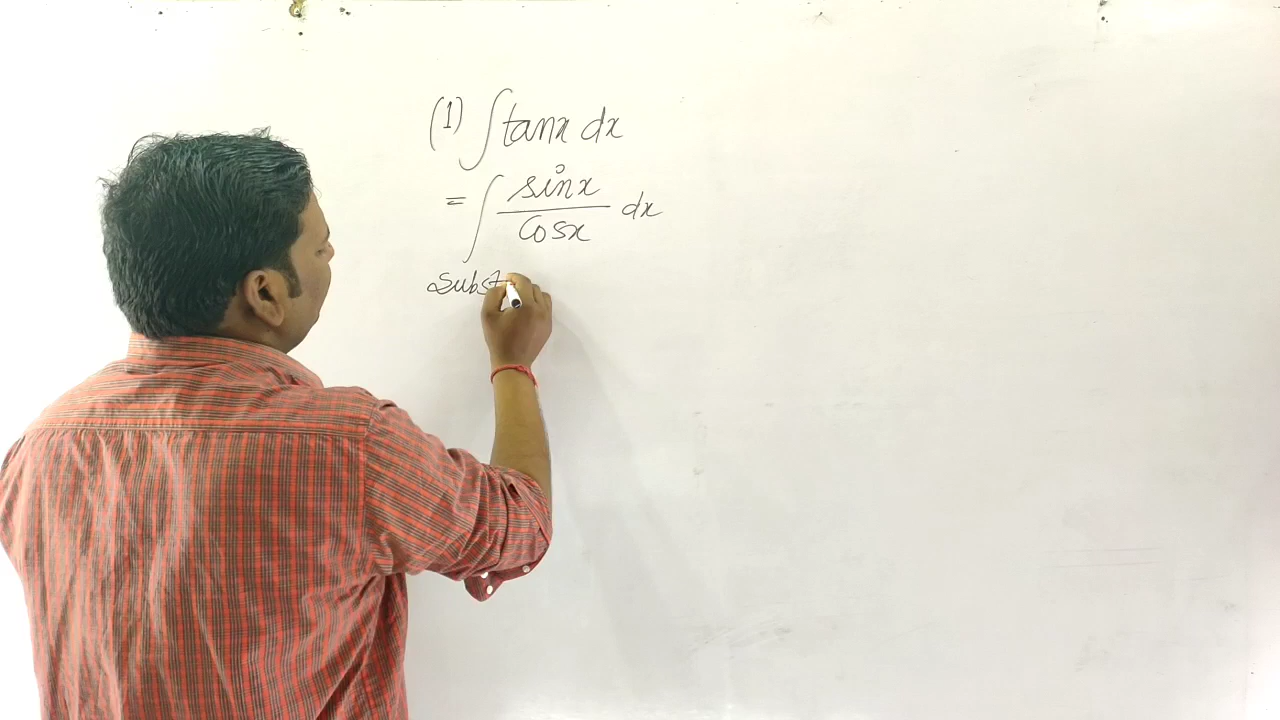 (1) ∫ tanx dx
= ∫ sinx / cosx dx
Subst